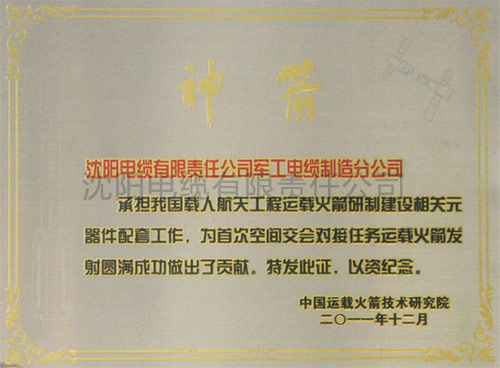 神箭
沈阳电缆有限责任公司军工电缆制造分公司
沈阳电缆有限责任公司
承担我国载人航天工程运载火箭研制建设相关元
器件配套工作，为首次空间交会对接任务运载火箭发
射圆满成功做出了贡献。特发此证，以资纪念。
中国运载火箭技术研究院
二〇一一年十二月